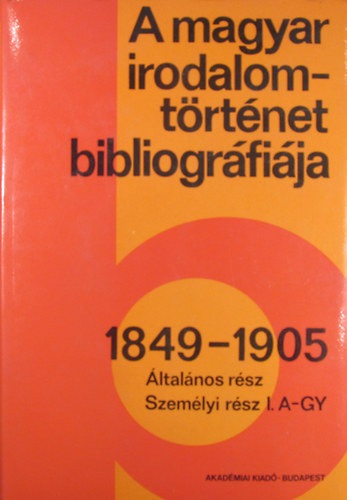 A magyar
irodalom-
történet
bibliográfiája
1849-1905
Általános rész
Személyi rész I. A-GY
AKADÉMIAI KIADÓ · BUDAPEST